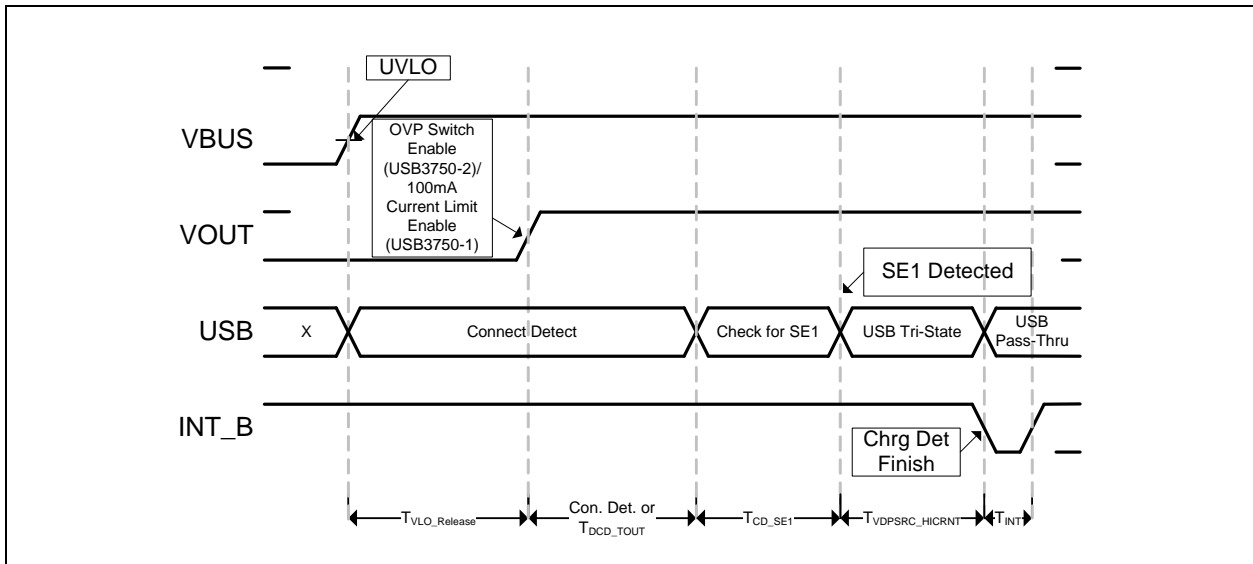 UVLO
VBUS
OVP Switch
Enable
(USB3750-2)/
100mA
Current Limit
Enable
(USB3750-1)
VOUT
SE1 Detected
USB
X
Connect Detect
Check for SE1
USB Tri-State
USB
Pass-Thru
INT_B
Chrg Det
Finish
TVLO_Release
Con. Det. or
TDCD_TOUT
TCD_SE1
TVDPSRC_HICRNT
TINT